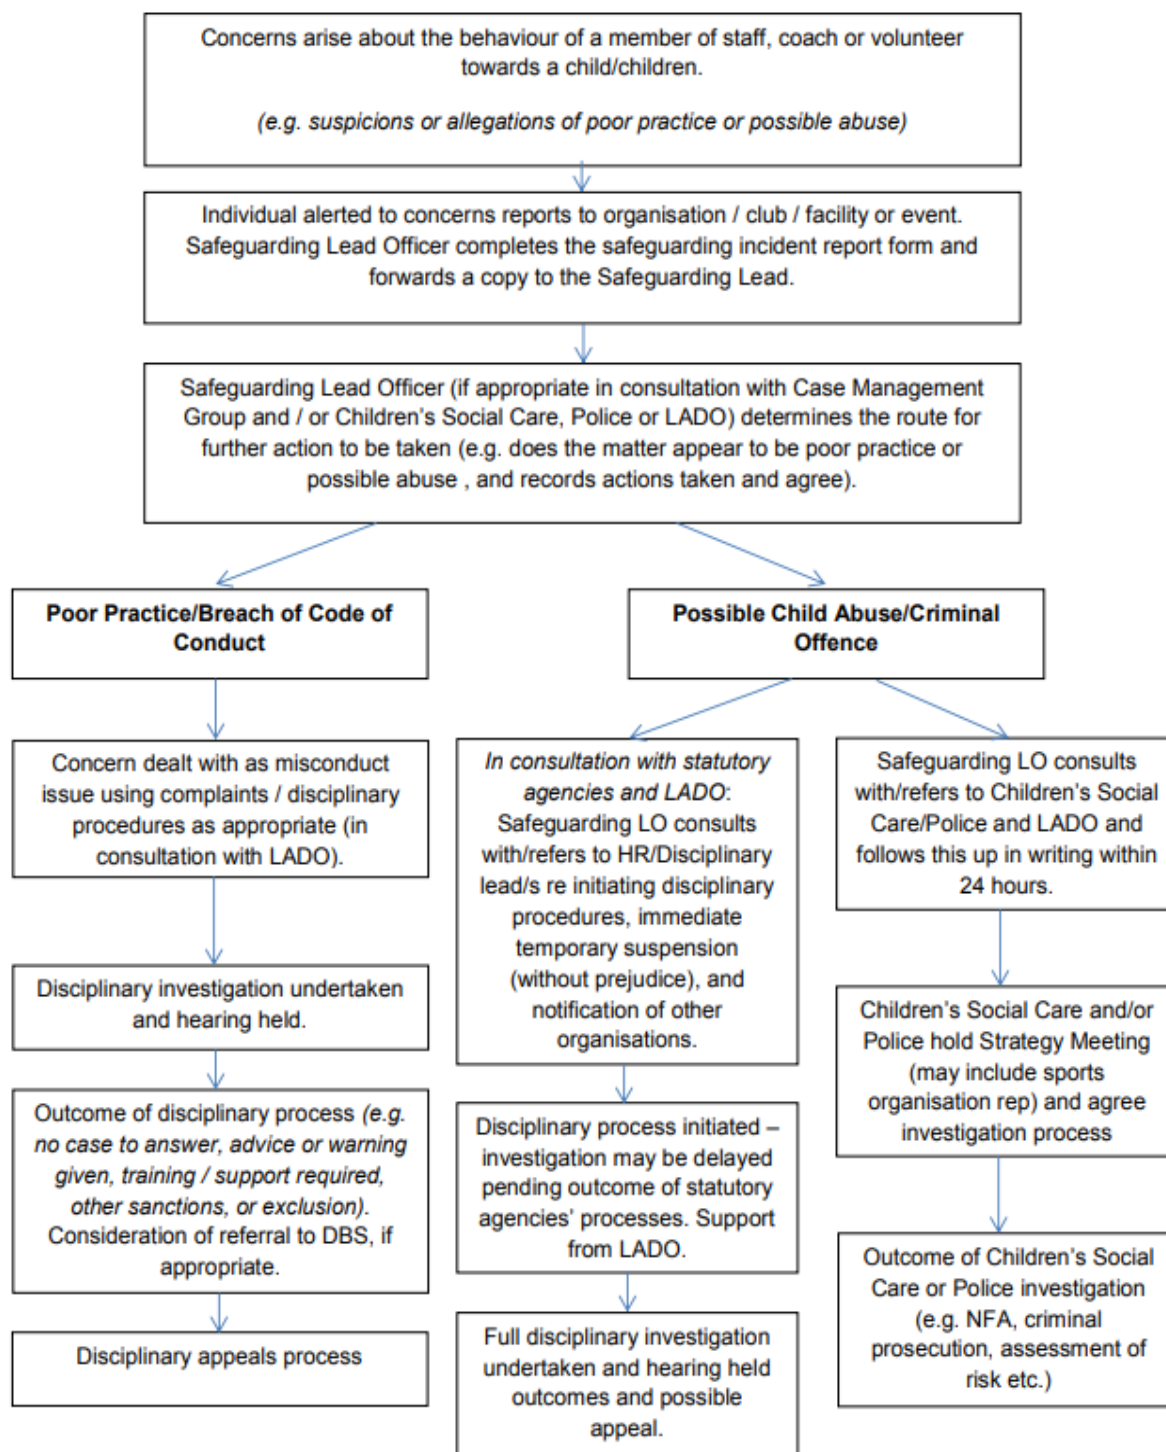 Concerns arise about the behaviour of a member of staff, coach or volunteer
towards a child/children.
(e.g. suspicions or allegations of poor practice or possible abuse)
Individual alerted to concerns reports to organisation / club / facility or event.
Safeguarding Lead Officer completes the safeguarding incident report form and
forwards a copy to the Safeguarding Lead.
Safeguarding Lead Officer (if appropriate in consultation with Case Management
Group and / or Children's Social Care, Police or LADO) determines the route for
further action to be taken (e.g. does the matter appear to be poor practice or
possible abuse , and records actions taken and agree).
Poor Practice/Breach of Code of
Conduct
Concern dealt with as misconduct
issue using complaints / disciplinary
procedures as appropriate (in
consultation with LADO).
Disciplinary investigation undertaken
and hearing held.
Outcome of disciplinary process (e.g.
no case to answer, advice or warning
given, training / support required,
other sanctions, or exclusion).
Consideration of referral to DBS, if
appropriate.
Disciplinary appeals process
Possible Child Abuse/Criminal
Offence
In consultation with statutory
agencies and LADO:
Safeguarding LO consults
with/refers to HR/Disciplinary
lead/s re initiating disciplinary
procedures, immediate
temporary suspension
(without prejudice), and
notification of other
organisations.
Disciplinary process initiated –
investigation may be delayed
pending outcome of statutory
agencies' processes. Support
from LADO.
Full disciplinary investigation
undertaken and hearing held
outcomes and possible
appeal.
Safeguarding LO consults
with/refers to Children's Social
Care/Police and LADO and
follows this up in writing within
24 hours.
Children's Social Care and/or
Police hold Strategy Meeting
(may include sports
organisation rep) and agree
investigation process
Outcome of Children's Social
Care or Police investigation
(e.g. NFA, criminal
prosecution, assessment of
risk etc.)